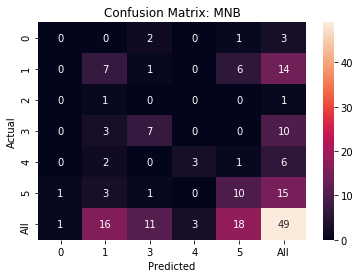 Confusion Matrix: MNB
0 0 0 2 0 1 3
1 0 7 1 0 6 14
2 0 1 0 0 0 1
3 0 3 7 0 0 10
4 0 2 0 3 1 6
5 1 3 1 0 10 15
All 1 16 11 3 18 49
0 1 3 4 5 All
Predicted
Actual
40
30
20
10
0